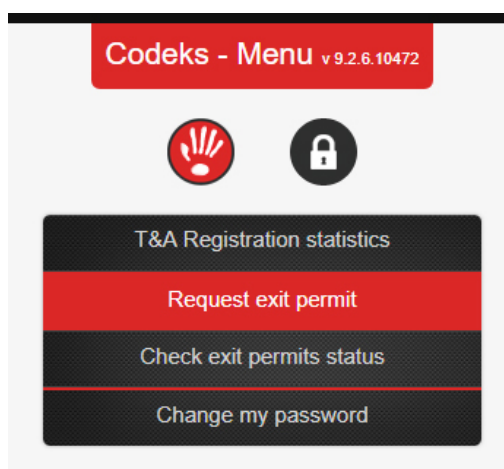 Codeks - Menu v 9.2.6.10472
T&A Registration statistics
Request exit permit
Check exit permits status
Change my password